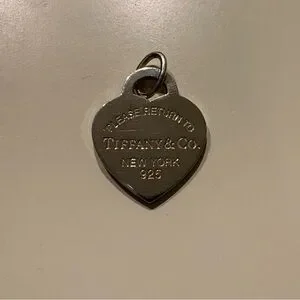 PLEASE RETURN TO
TIFFANY & CO.
NEW YORK
925